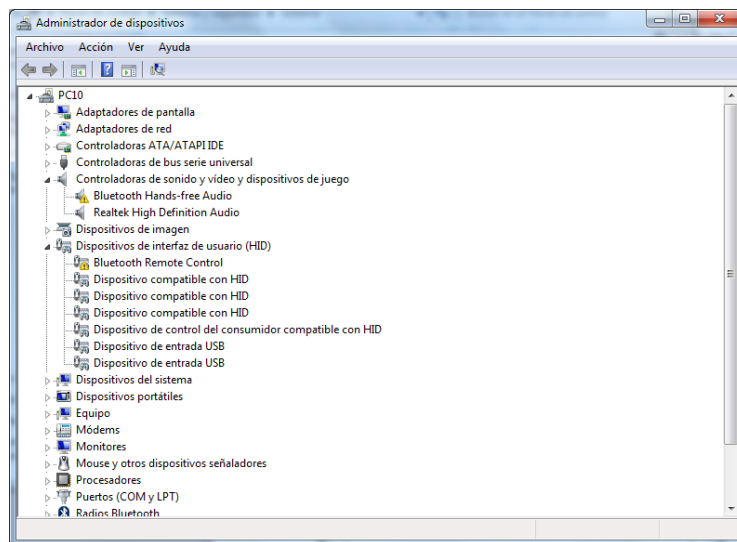 Administrador de dispositivos
Archivo Acción Ver Ayuda
PC10
Adaptadores de pantalla
Adaptadores de red
Controladoras ATA/ATAPI IDE
Controladoras de bus serie universal
Controladoras de sonido y vídeo y dispositivos de juego
Bluetooth Hands-free Audio
Realtek High Definition Audio
Dispositivos de imagen
Dispositivos de interfaz de usuario (HID)
Bluetooth Remote Control
Dispositivo compatible con HID
Dispositivo compatible con HID
Dispositivo compatible con HID
Dispositivo de control del consumidor compatible con HID
Dispositivo de entrada USB
Dispositivo de entrada USB
Dispositivos del sistema
Dispositivos portátiles
Equipo
Módems
Monitores
Mouse y otros dispositivos señaladores
Procesadores
Puertos (COM y LPT)
Radios Bluetooth